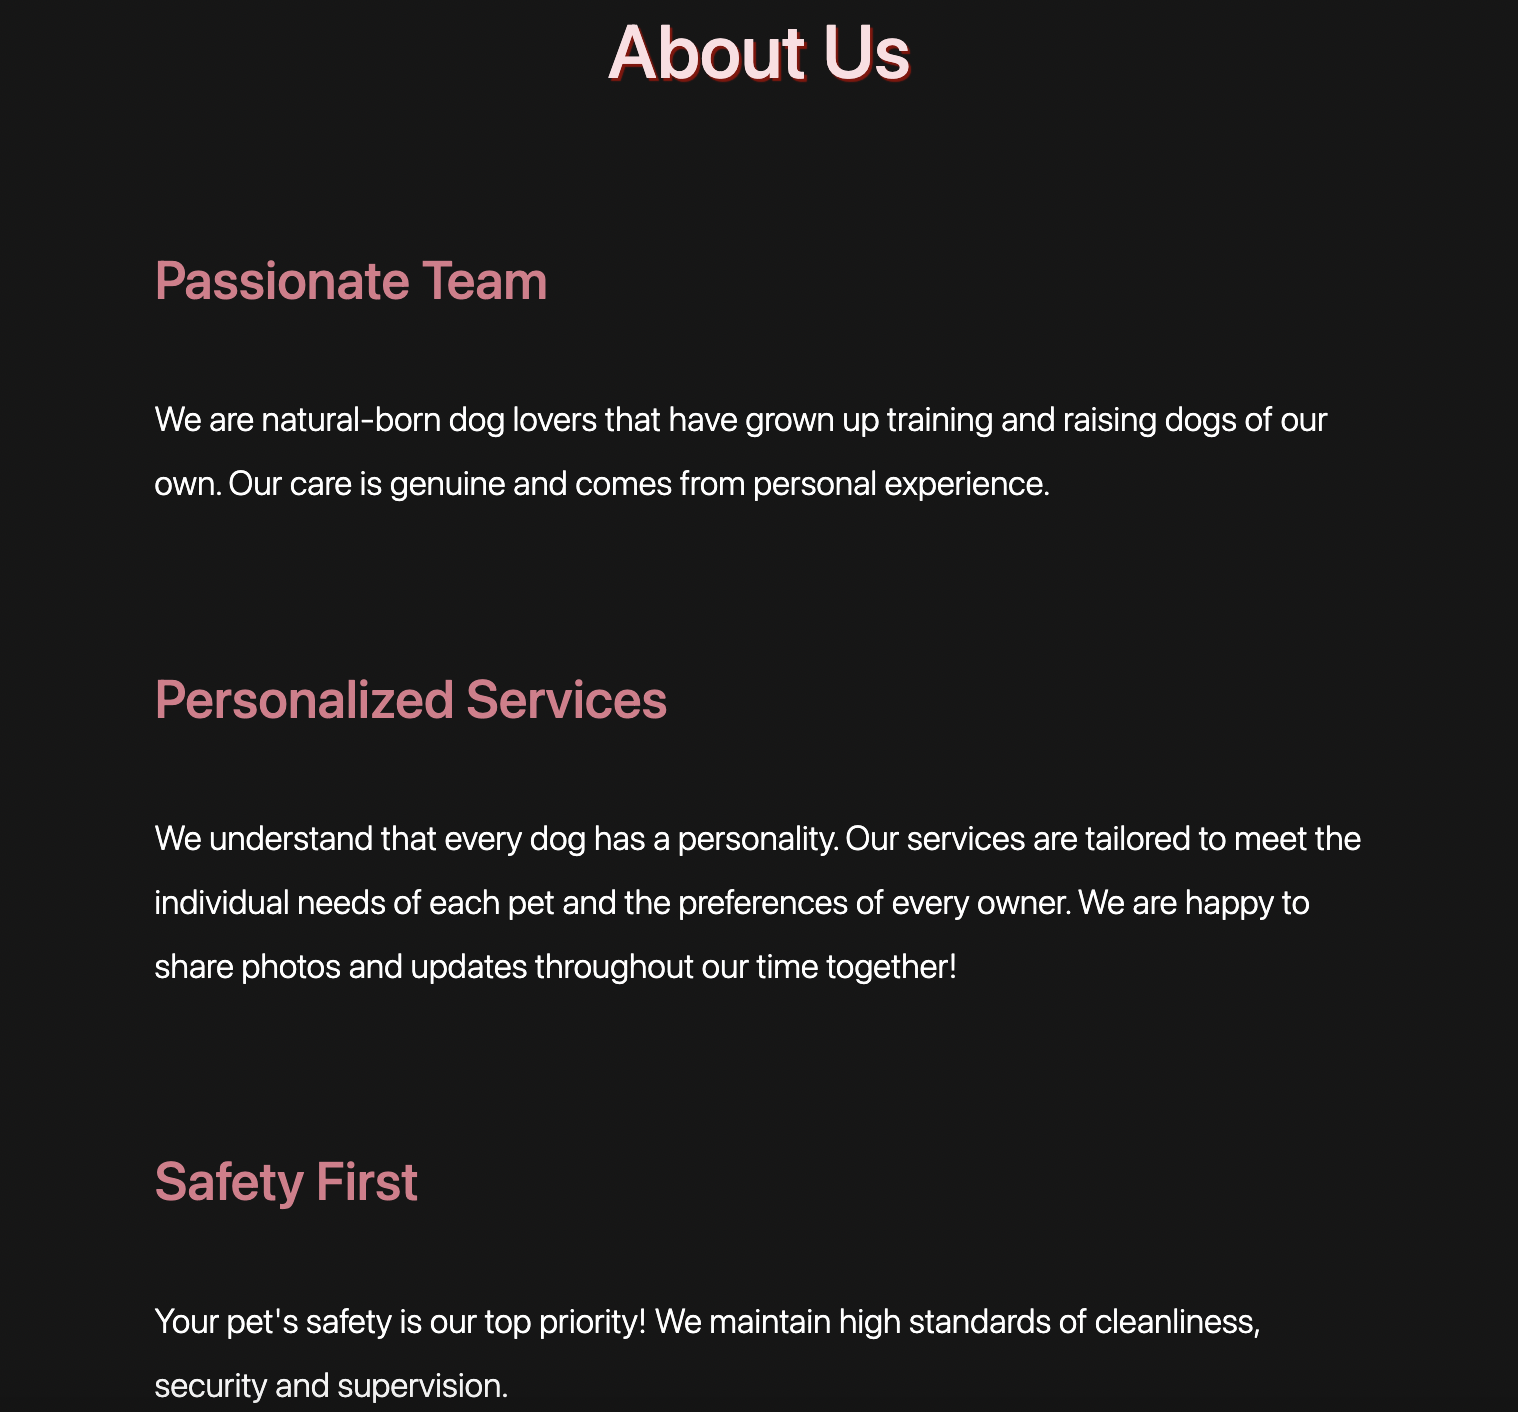 About Us
Passionate Team
We are natural-born dog lovers that have grown up training and raising dogs of our
own. Our care is genuine and comes from personal experience.
Personalized Services
We understand that every dog has a personality. Our services are tailored to meet the
individual needs of each pet and the preferences of every owner. We are happy to
share photos and updates throughout our time together!
Safety First
Your pet's safety is our top priority! We maintain high standards of cleanliness,
security and supervision.